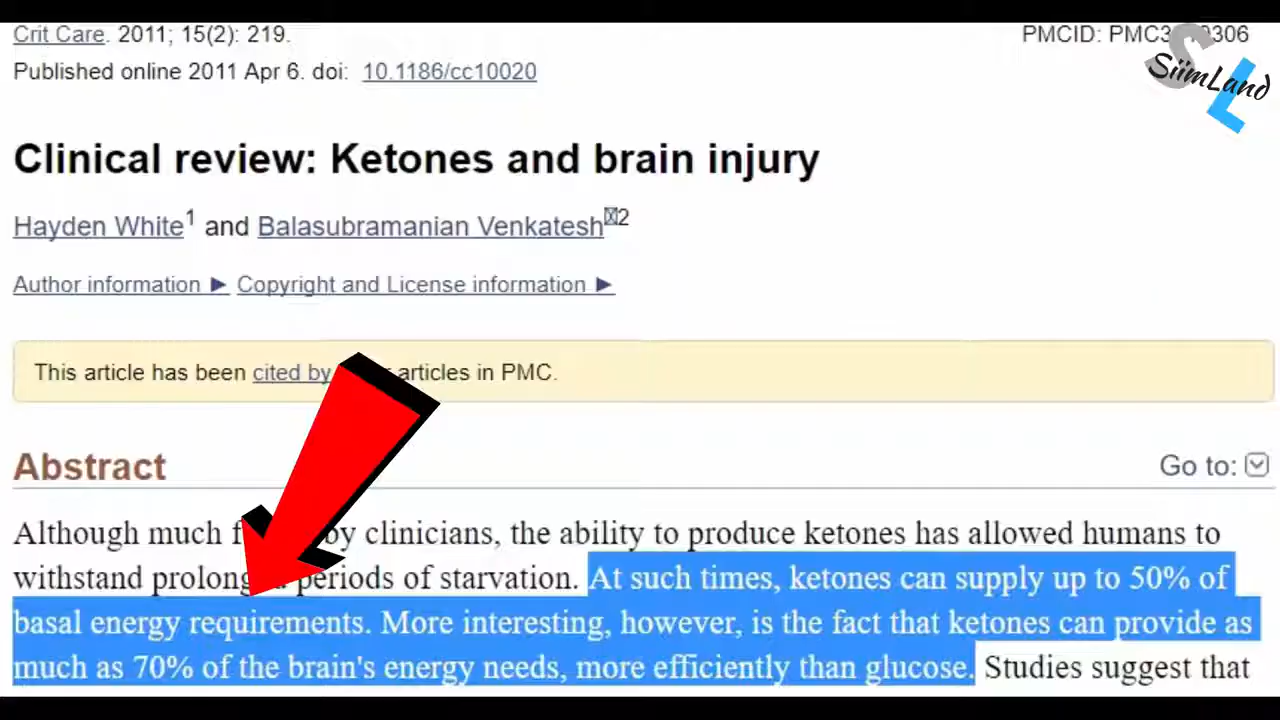 Crit Care. 2011; 15(2): 219.
PMCID: PMC3 306
SiimLand
Published online 2011 Apr 6. doi: 10.1186/cc10020
Clinical review: Ketones and brain injury
Hayden White1 and Balasubramanian Venkatesh2
Author information ► Copyright and License information ►
This article has been cited by articles in PMC.
Abstract
Go to:
Although much by clinicians, the ability to produce ketones has allowed humans to
withstand periods of starvation. At such times, ketones can supply up to 50% of
basal energy requirements. More interesting, however, is the fact that ketones can provide as
much as 70% of the brain's energy needs, more efficiently than glucose. Studies suggest that